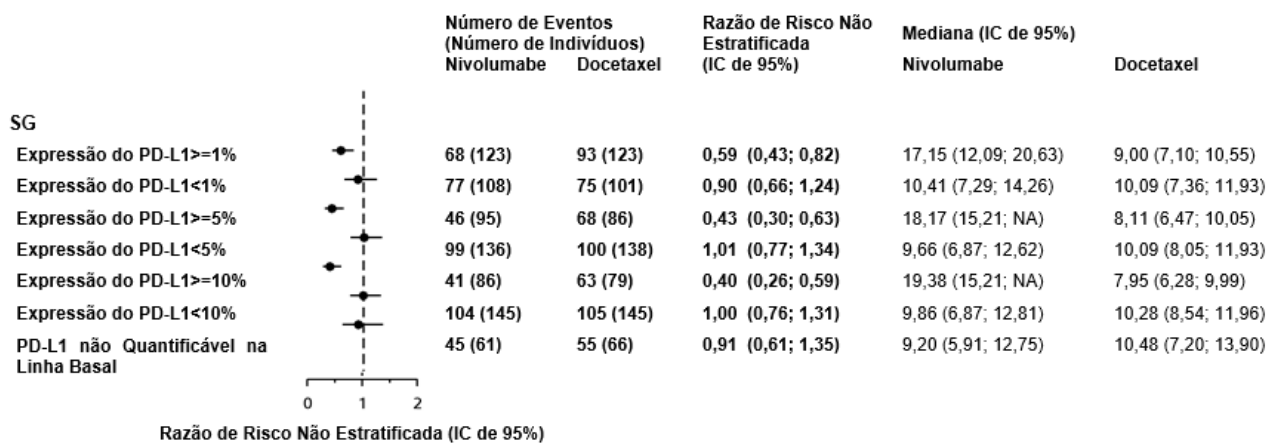 Número de Eventos (Número de Indivíduos) Razão de Risco Não Estratificada (IC de 95%) Mediana (IC de 95%)
Nivolumabe Docetaxel Nivolumabe Docetaxel
SG
Expressão do PD-L1>=1% 68 (123) 93 (123) 0,59 (0,43; 0,82) 17,15 (12,09; 20,63) 9,00 (7,10; 10,55)
Expressão do PD-L1<1% 77 (108) 75 (101) 0,90 (0,66; 1,24) 10,41 (7,29; 14,26) 10,09 (7,36; 11,93)
Expressão do PD-L1>=5% 46 (95) 68 (86) 0,43 (0,30; 0,63) 18,17 (15,21; NA) 8,11 (6,47; 10,05)
Expressão do PD-L1<5% 99 (136) 100 (138) 1,01 (0,77; 1,34) 9,66 (6,87; 12,62) 10,09 (8,05; 11,93)
Expressão do PD-L1>=10% 41 (86) 63 (79) 0,40 (0,26; 0,59) 19,38 (15,21; NA) 7,95 (6,28; 9,99)
Expressão do PD-L1<10% 104 (145) 105 (145) 1,00 (0,76; 1,31) 9,86 (6,87; 12,81) 10,28 (8,54; 11,96)
PD-L1 não Quantificável na Linha Basal 45 (61) 55 (66) 0,91 (0,61; 1,35) 9,20 (5,91; 12,75) 10,48 (7,20; 13,90)
0 1 2
Razão de Risco Não Estratificada (IC de 95%)